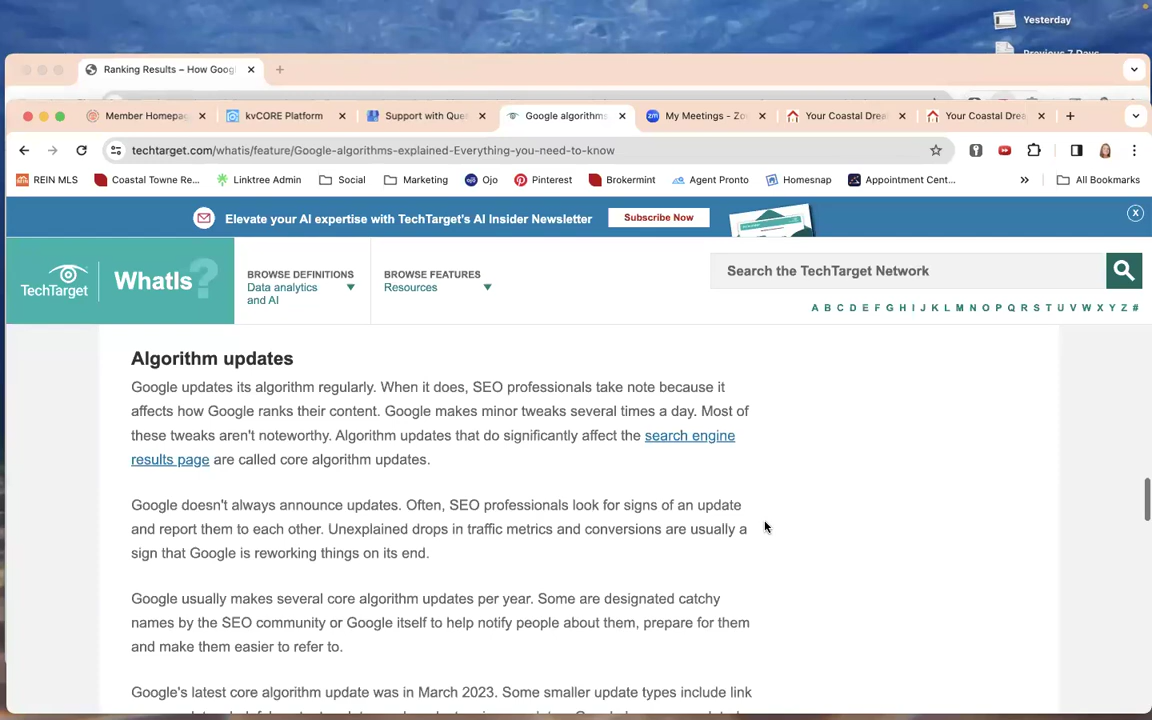 Yesterday
Previous 7 Days
Ranking Results – How Googl
Member Homepag
kvCORE Platform
Support with Que
Google algorithms
My Meetings - Zo
Your Coastal Drea
Your Coastal Drea
techtarget.com/whatis/feature/Google-algorithms-explained-Everything-you-need-to-know
REIN MLS
Coastal Towne Re...
Linktree Admin
Social
Marketing
Ojo
Pinterest
Brokermint
Agent Pronto
Homesnap
Appointment Cent...
»
All Bookmarks
Elevate your AI expertise with TechTarget's AI Insider Newsletter
Subscribe Now
X
TechTarget
WhatIs?
BROWSE DEFINITIONS
Data analytics
and AI
BROWSE FEATURES
Resources
Search the TechTarget Network
A B C D E F G H I J K L M N O P Q R S T U V W X Y Z #
Algorithm updates
Google updates its algorithm regularly. When it does, SEO professionals take note because it
affects how Google ranks their content. Google makes minor tweaks several times a day. Most of
these tweaks aren't noteworthy. Algorithm updates that do significantly affect the search engine
results page are called core algorithm updates.
Google doesn't always announce updates. Often, SEO professionals look for signs of an update
and report them to each other. Unexplained drops in traffic metrics and conversions are usually a
sign that Google is reworking things on its end.
Google usually makes several core algorithm updates per year. Some are designated catchy
names by the SEO community or Google itself to help notify people about them, prepare for them
and make them easier to refer to.
Google's latest core algorithm update was in March 2023. Some smaller update types include link